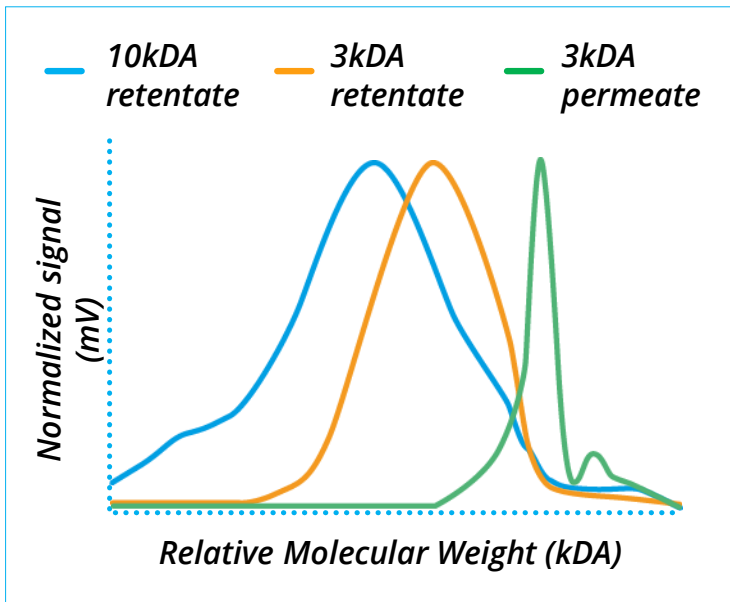 10kDA
retentate
3kDA
retentate
3kDA
permeate
Normalized signal
(mV)
Relative Molecular Weight (kDA)